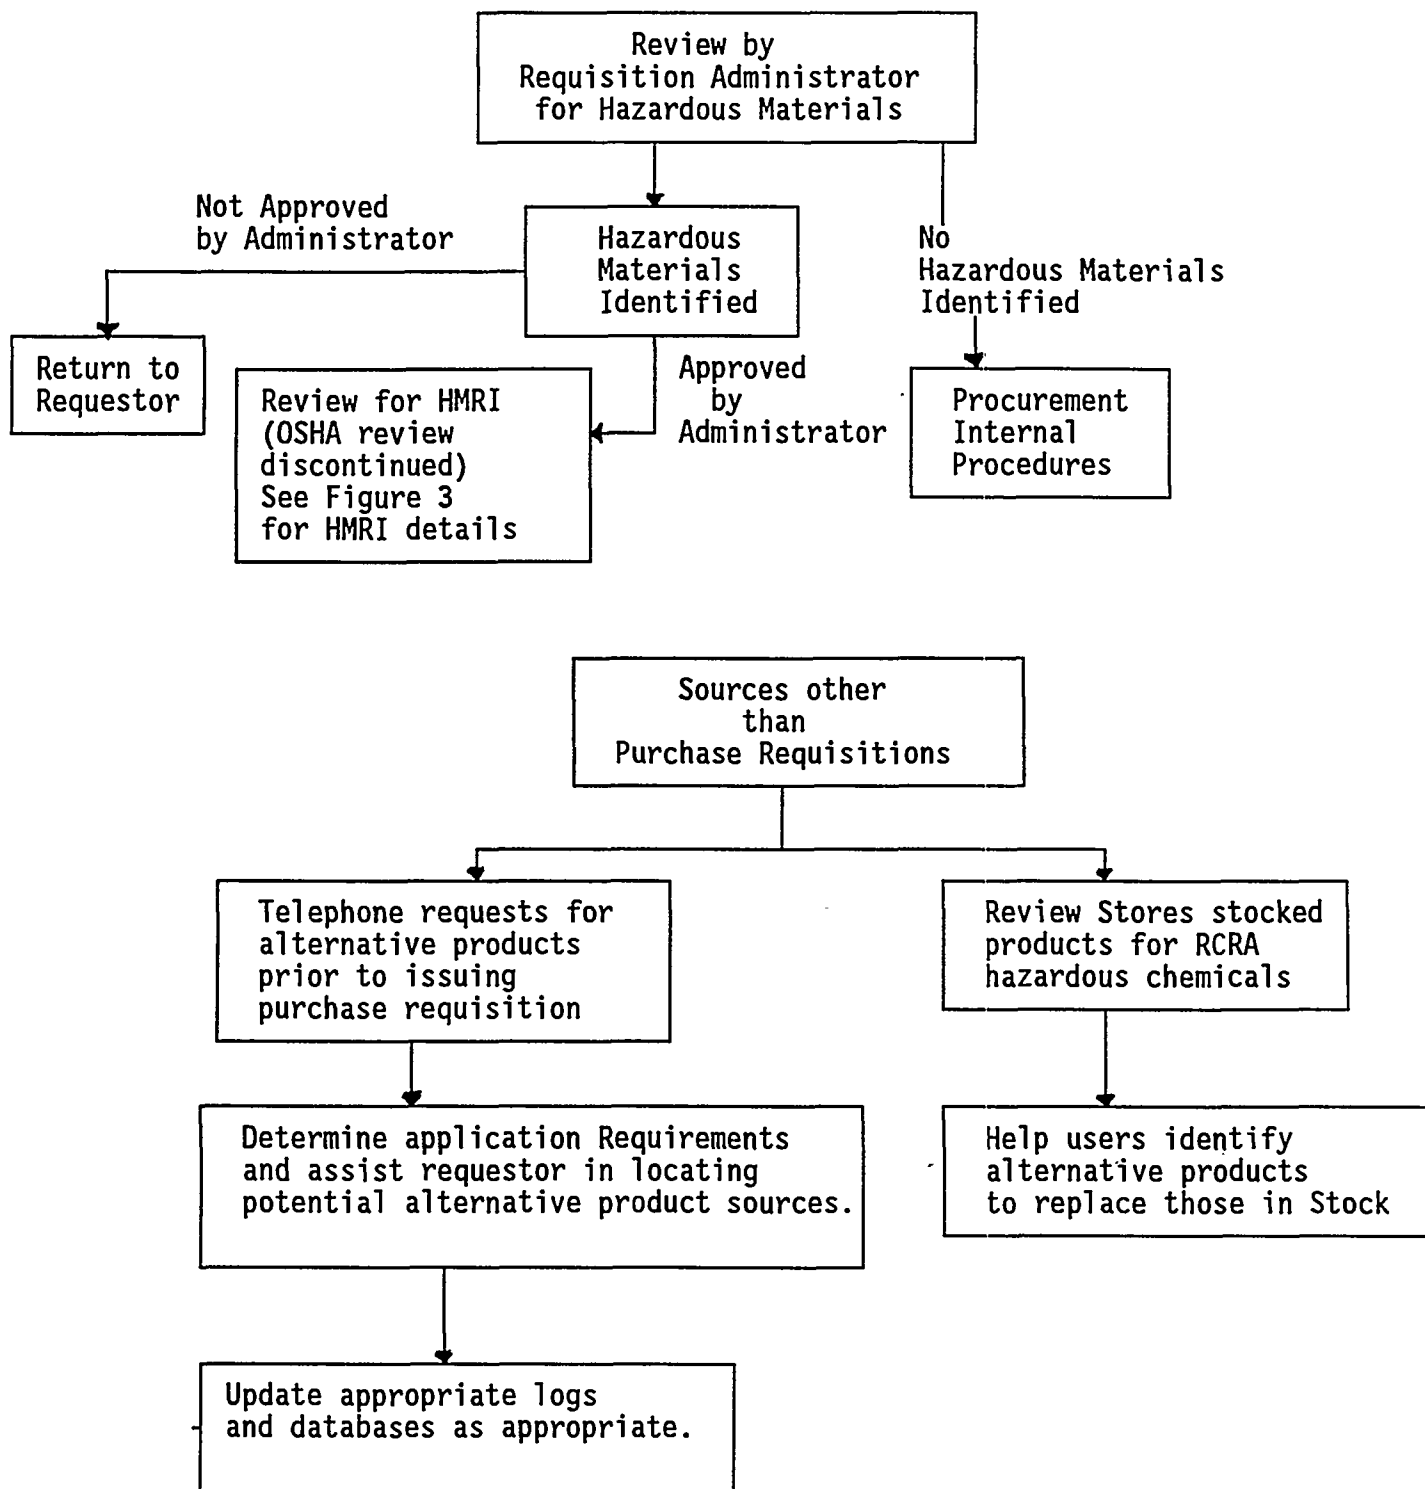 Review by
Requisition Administrator
for Hazardous Materials
Not Approved
by Administrator
Hazardous
Materials
Identified
No
Hazardous Materials
Identified
Return to
Requestor
Review for HMRI
(OSHA review
discontinued)
See Figure 3
for HMRI details
Approved
by
Administrator
Procurement
Internal
Procedures
Sources other
than
Purchase Requisitions
Telephone requests for
alternative products
prior to issuing
purchase requisition
Review Stores stocked
products for RCRA
hazardous chemicals
Determine application Requirements
and assist requestor in locating
potential alternative product sources.
Help users identify
alternative products
to replace those in Stock
Update appropriate logs
and databases as appropriate.